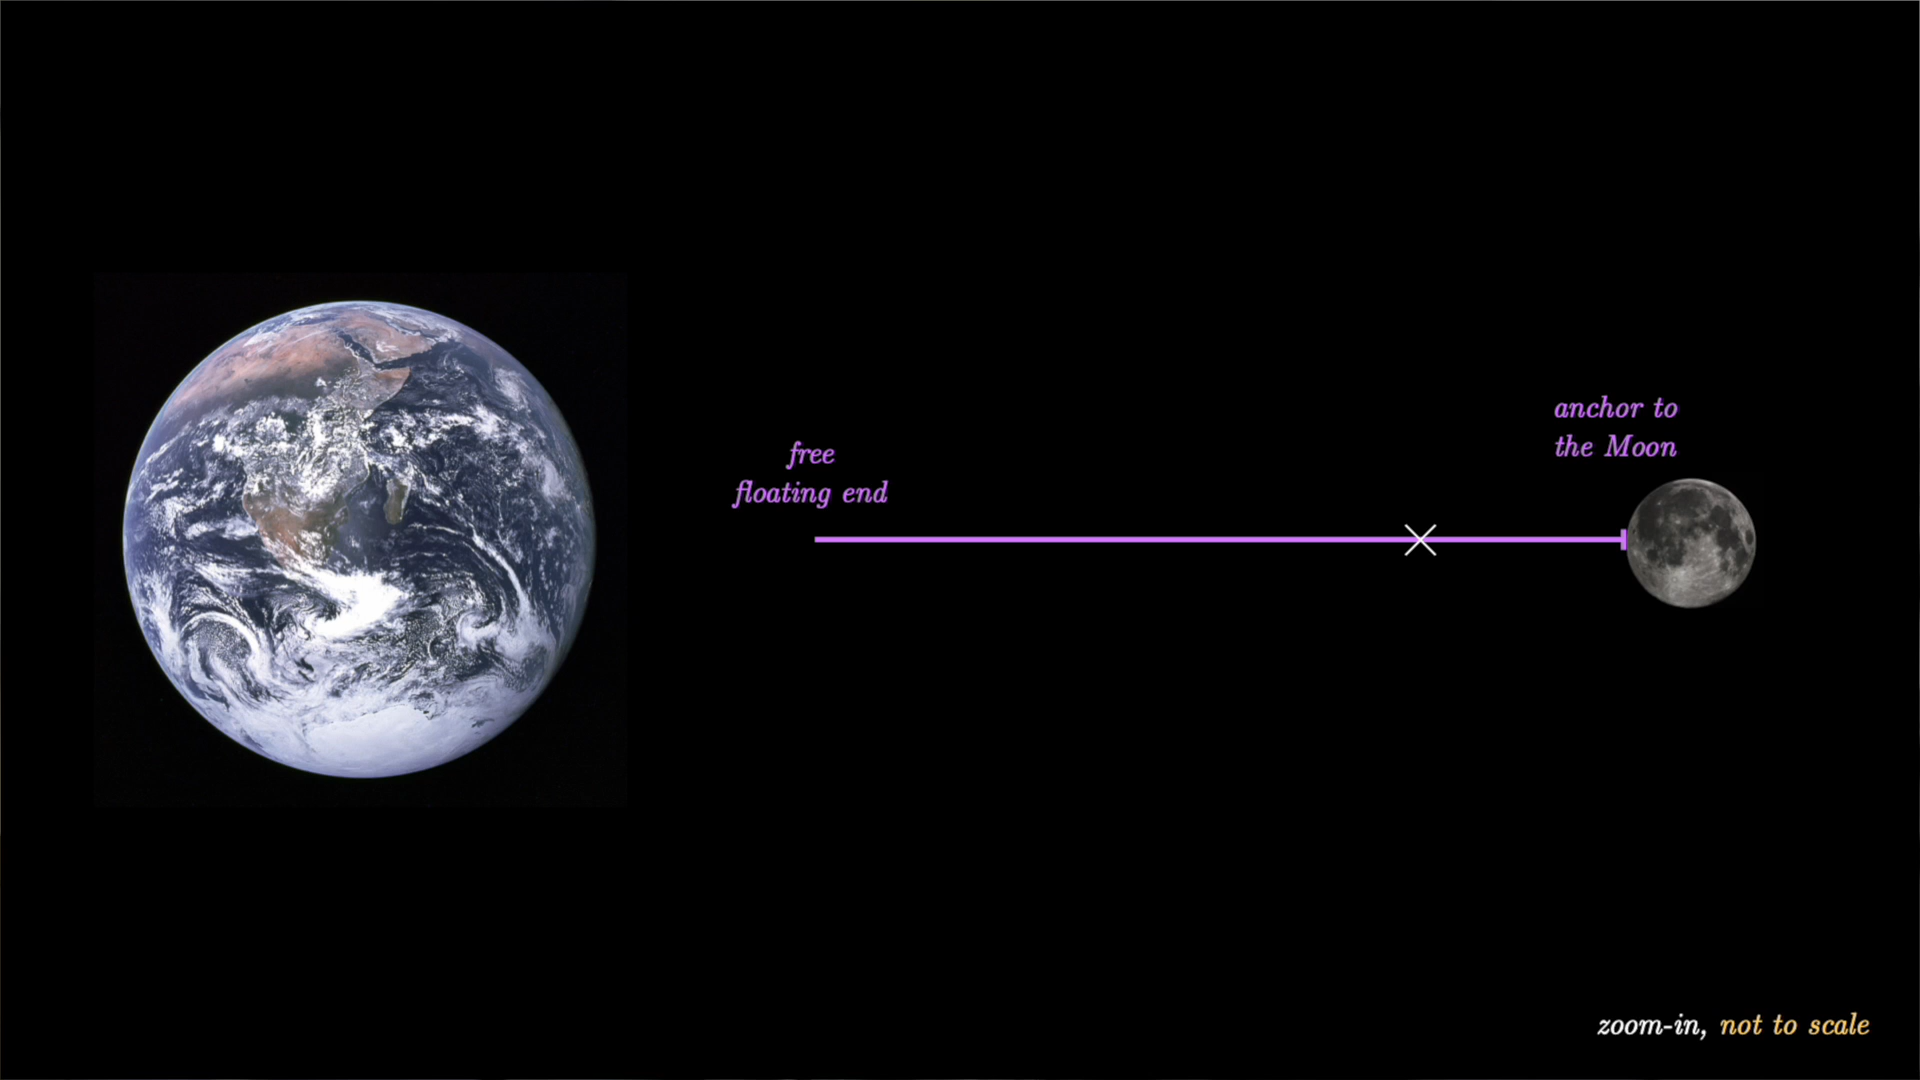 free
floating end
anchor to
the Moon
zoom-in, not to scale